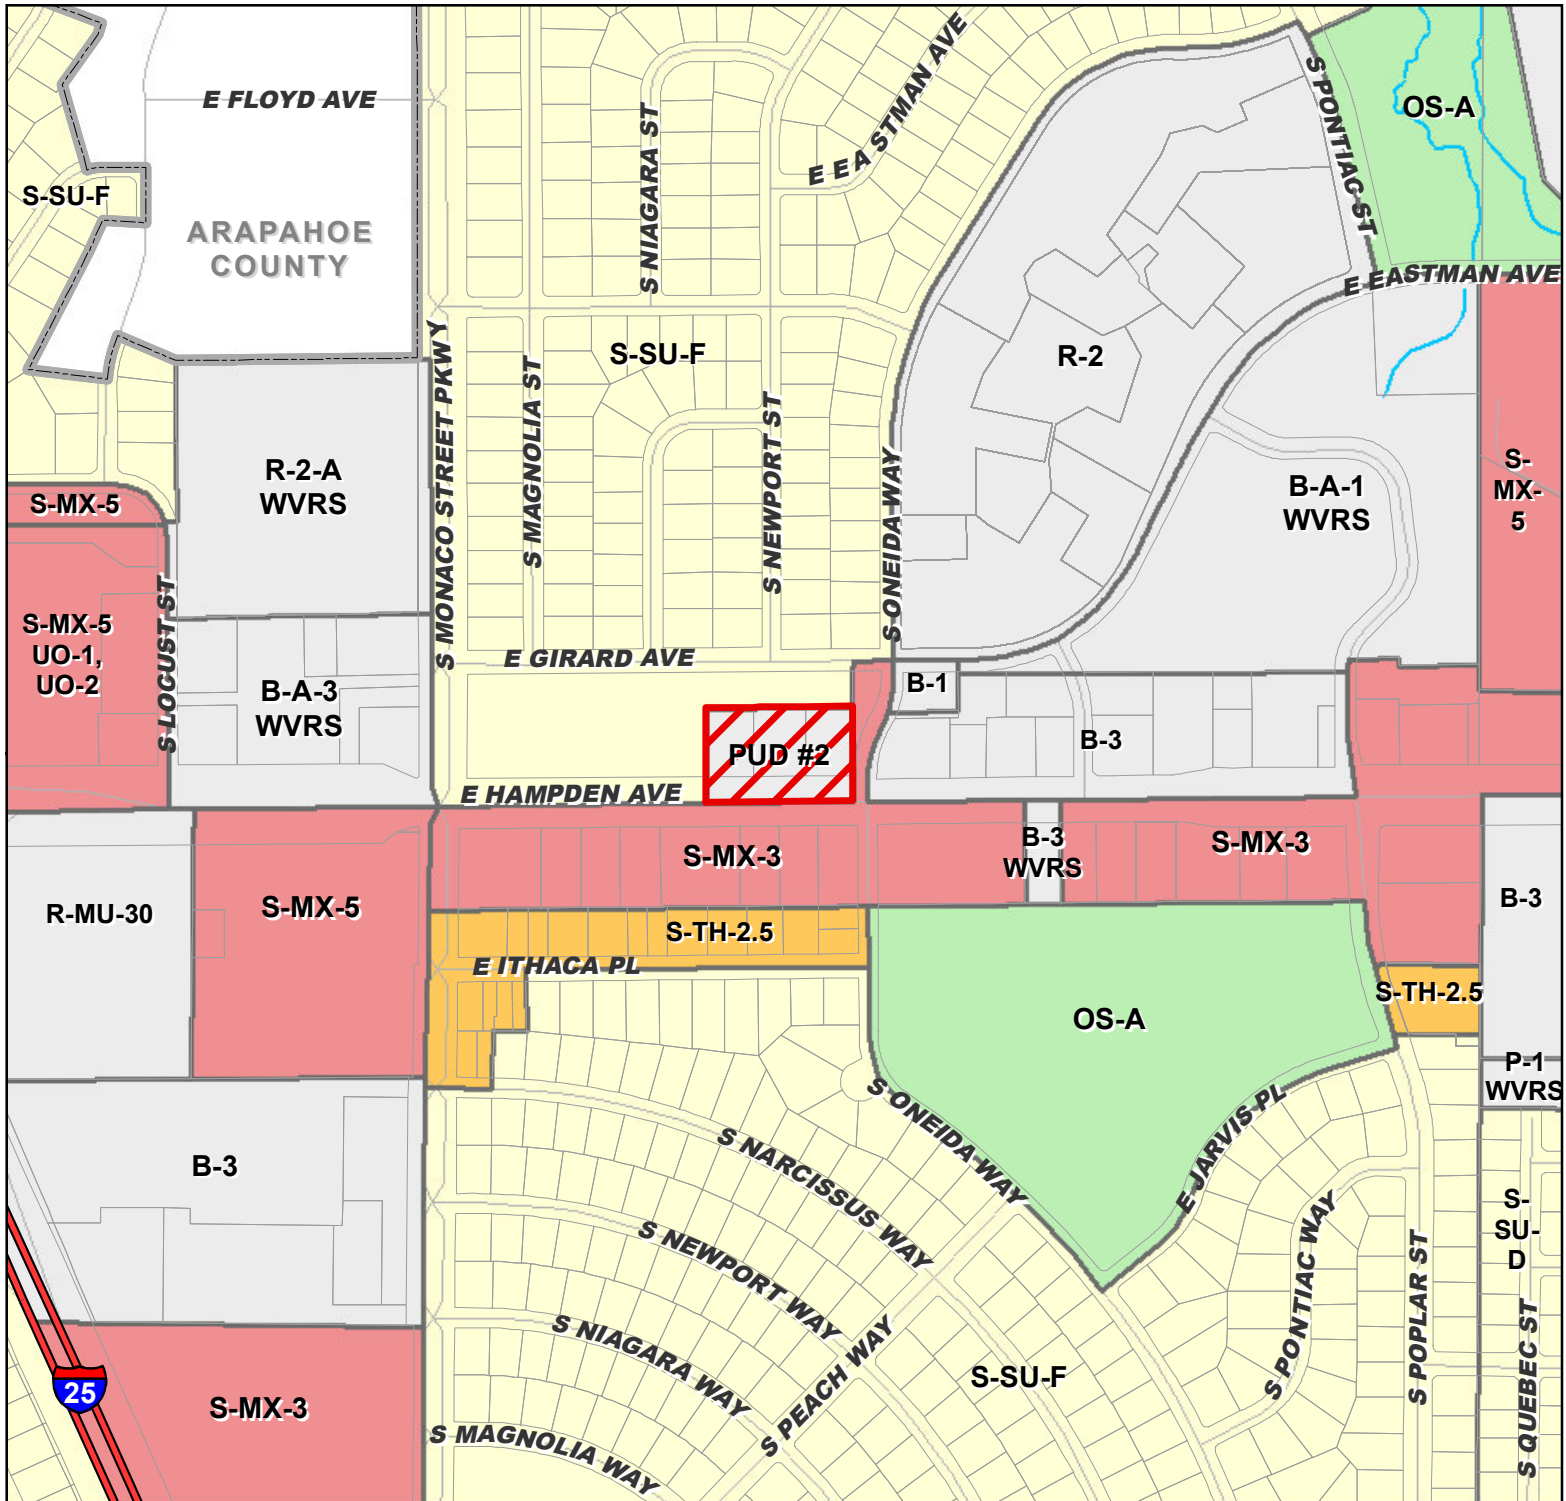 E FLOYD AVE
S NIAGARA ST
E E EA STMAN AVE
S PONTIAC ST
OS-A
S-SU-F
ARAPAHOE
COUNTY
E EASTMAN AVE
S MONACO STREET PKWY
S-SU-F
R-2
S MAGNOLIA ST
S NEWPORT ST
S ONEIDA WAY
R-2-A
WVRS
S-MX-5
B-A-1
WVRS
S-
MX-
5
S-MX-5
UO-1,
UO-2
S LOCUST ST
B-A-3
WVRS
E GIRARD AVE
B-1
PUD #2
B-3
E HAMPDEN AVE
S-MX-3
B-3
WVRS
S-MX-3
R-MU-30
S-MX-5
B-3
S-TH-2.5
E ITHACA PL
OS-A
S-TH-2.5
P-1
WVRS
S ONEIDA WAY
E JARVIS PL
S NARCISSUS WAY
B-3
S NEWPORT WAY
S PONTIAC WAY
S POPLAR ST
S-
SU-
D
S NIAGARA WAY
S PEACH WAY
S-SU-F
S QUEBEC ST
25
S-MX-3
S MAGNOLIA WAY